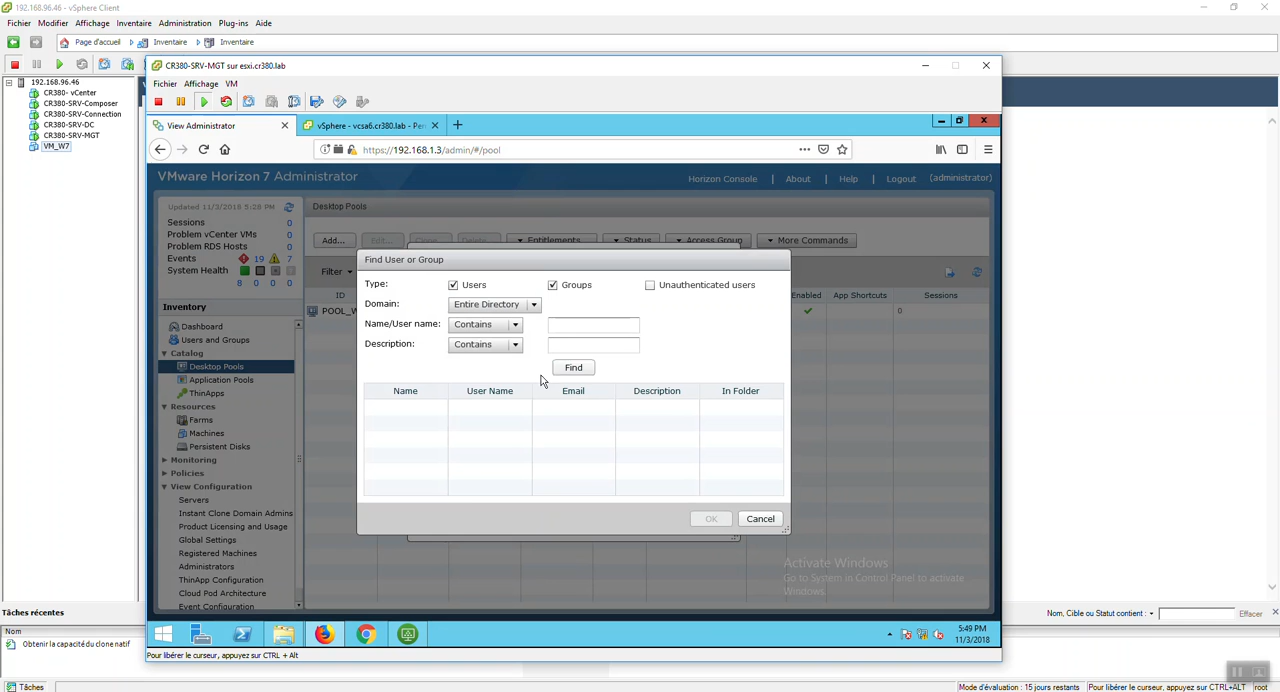 192.168.96.46 - vSphere Client
Fichier Modifier Affichage Inventaire Administration Plug-ins Aide
Page d'accueil Inventaire Inventaire
192.168.96.46
CR380- vCenter
CR380-SRV-Composer
CR380-SRV-Connection
CR380-SRV-DC
CR380-SRV-MGT
VM_W7
CR380-SRV-MGT sur esxi.cr380.lab
Fichier Affichage VM
View Administrator
vSphere - vcsa6.cr380.lab - Per
https://192.168.1.3/admin/#/pool
VMware Horizon 7 Administrator
Horizon Console | About | Help | Logout (administrator)
Updated 11/3/2018 5:28 PM
Sessions 0
Problem vCenter VMs 0
Problem RDS Hosts 0
Events 19 7
System Health
8 0 0 0
Inventory
Dashboard
Users and Groups
Catalog
Desktop Pools
Application Pools
ThinApps
Resources
Farms
Machines
Persistent Disks
Monitoring
Policies
View Configuration
Servers
Instant Clone Domain Admins
Product Licensing and Usage
Global Settings
Registered Machines
Administrators
ThinApp Configuration
Cloud Pod Architecture
Event Configuration
Desktop Pools
Add... Edit... Entitlements Status Access Group More Commands
Filter
ID Enabled App Shortcuts Sessions
POOL_W 0
Find User or Group
Type: Users Groups Unauthenticated users
Domain: Entire Directory
Name/User name: Contains
Description: Contains
Find
Name User Name Email Description In Folder
OK Cancel
Activate Windows
Go to System in Control Panel to activate
Windows.
5:49 PM
11/3/2018
Pour libérer le curseur, appuyez sur CTRL + Alt
Tâches récentes
Nom, Cible ou Statut contient : Effacer
Nom
Obtenir la capacité du clone natif
Tâches
Mode d'évaluation : 15 jours restants Pour libérer le curseur, appuyez sur CTRL+ALT root